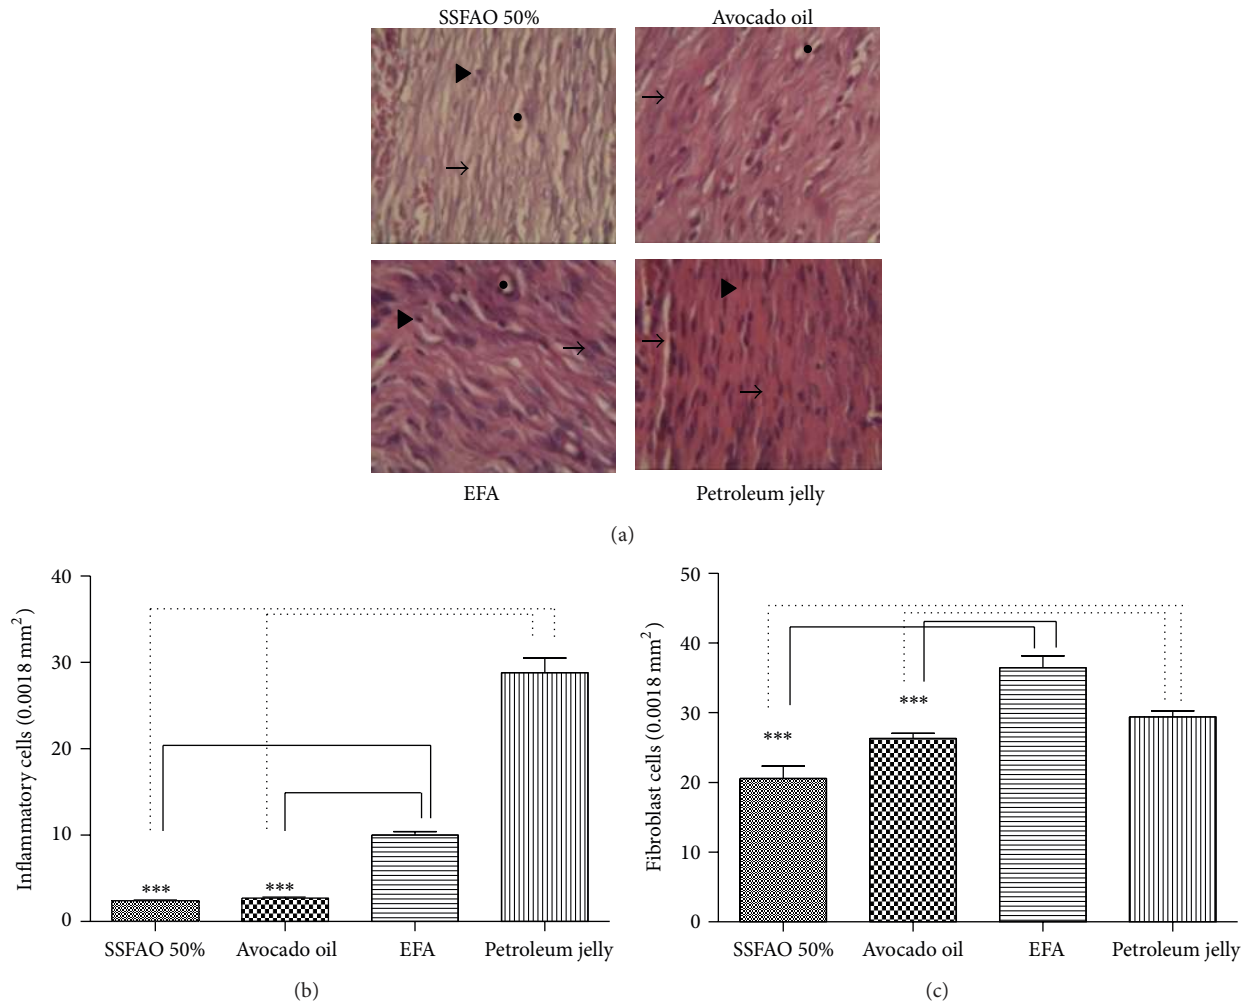 SSFAO 50% Avocado oil
EFA Petroleum jelly
(a)
40
30
20
10
0
Inflammatory cells (0.0018 mm²)
***
***
SSFAO 50% Avocado oil EFA Petroleum jelly
(b)
50
40
30
20
10
0
Fibroblast cells (0.0018 mm²)
***
***
SSFAO 50% Avocado oil EFA Petroleum jelly
(c)